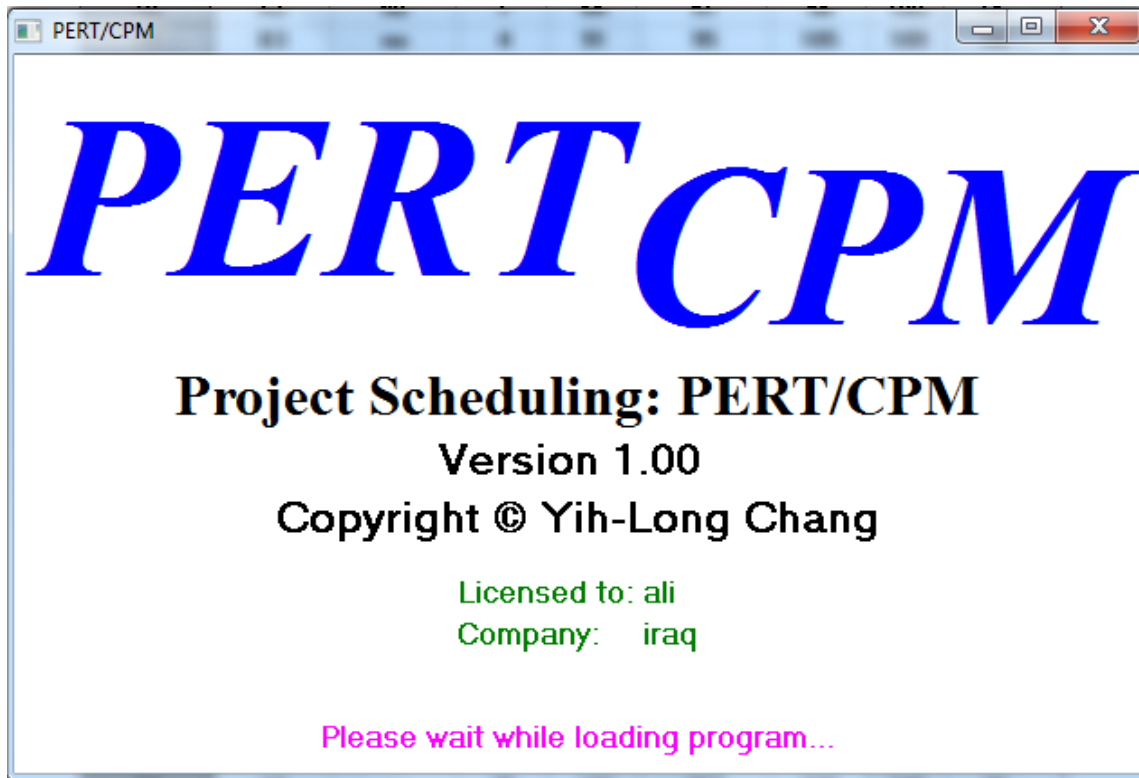 PERT/CPM
PERT CPM
Project Scheduling: PERT/CPM
Version 1.00
Copyright © Yih-Long Chang
Licensed to: ali
Company: iraq
Please wait while loading program...